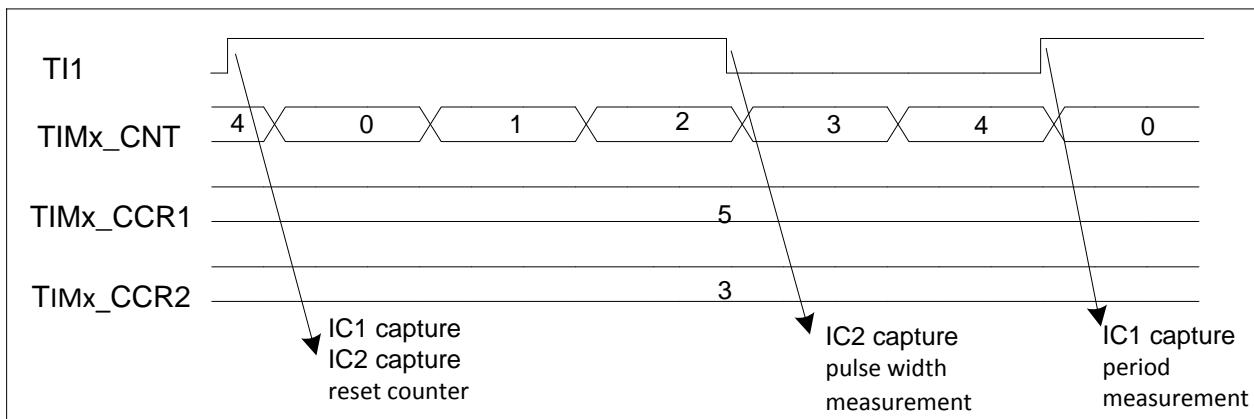 TI1
TIMx_CNT
4 0 1 2 3 4 0
TIMx_CCR1
5
TIMx_CCR2
3
IC1 capture
IC2 capture
reset counter
IC2 capture
pulse width
measurement
IC1 capture
period
measurement